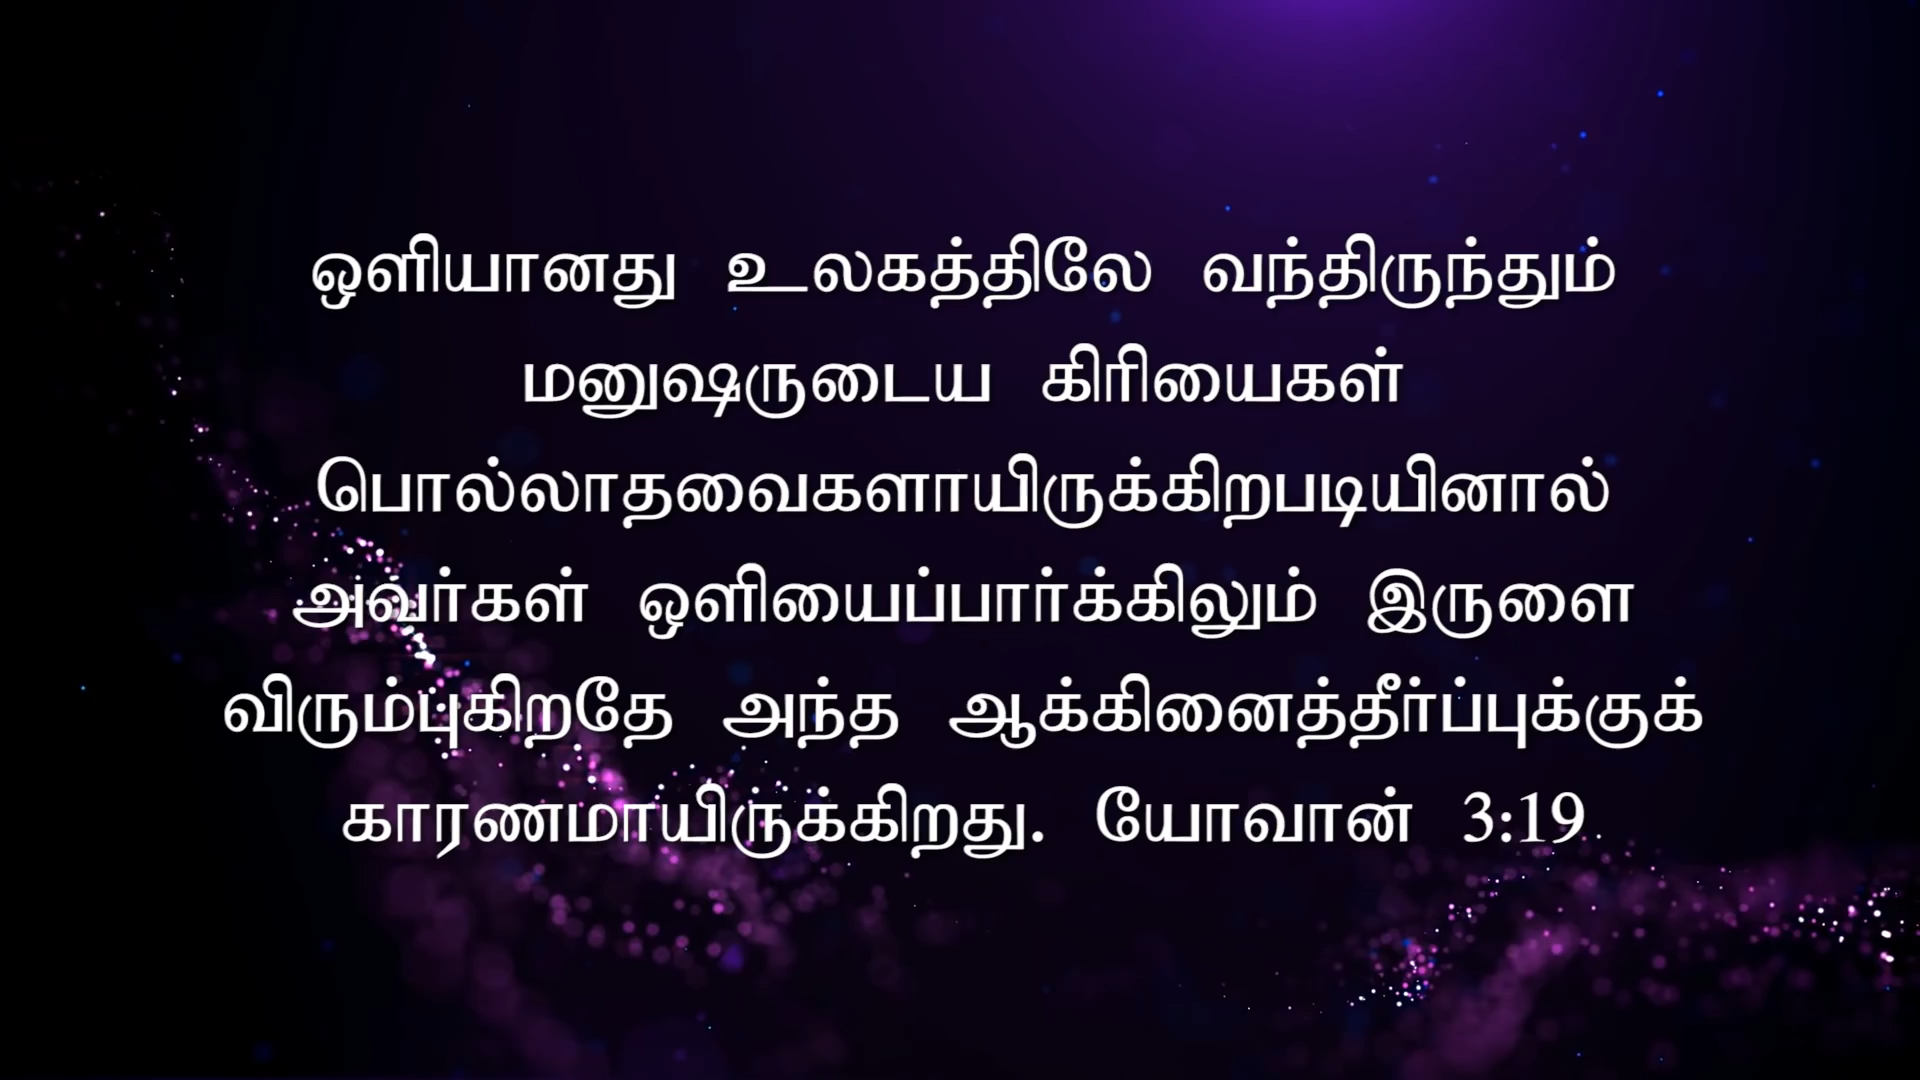 ஒளியானது உலகத்திலே வந்திருந்தும்
மனுஷருடைய கிரியைகள்
பொல்லாதவைகளாயிருக்கிறபடியினால்
அவர்கள் ஒளியைப்பார்க்கிலும் இருளை
விரும்புகிறதே அந்த ஆக்கினைத்தீர்ப்புக்குக்
காரணமாயிருக்கிறது. யோவான் 3:19